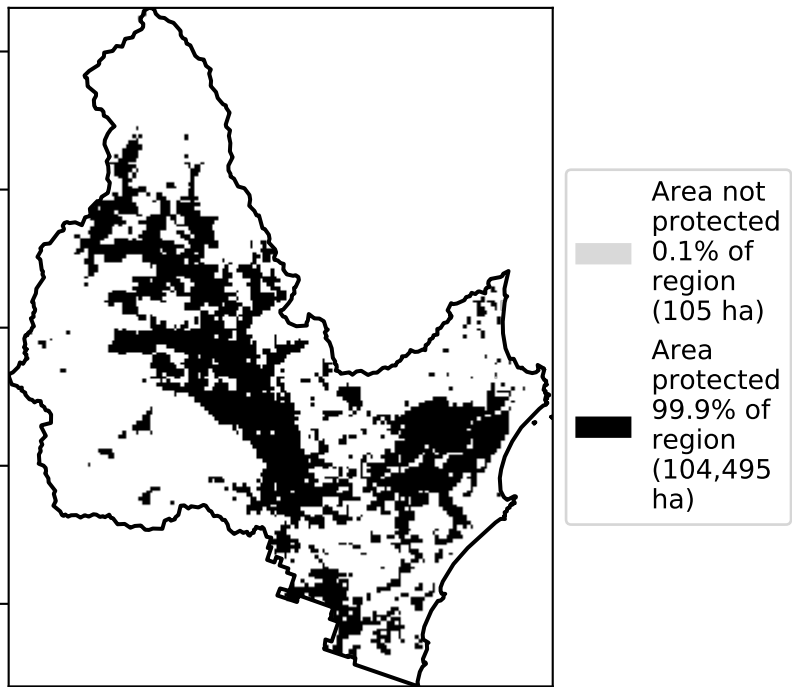 Area not
protected
0.1% of
region
(105 ha)
Area
protected
99.9% of
region
(104,495
ha)